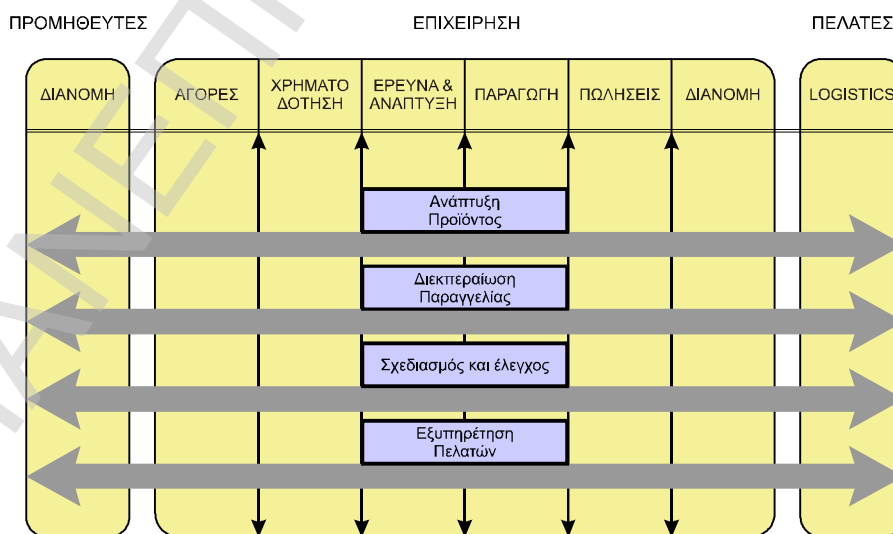 ΠΡΟΜΗΘΕΥΤΕΣ ΕΠΙΧΕΙΡΗΣΗ ΠΕΛΑΤΕΣ
ΔΙΑΝΟΜΗ
ΑΓΟΡΕΣ
ΧΡΗΜΑΤΟ
ΔΟΤΗΣΗ
ΕΡΕΥΝΑ &
ΑΝΑΠΤΥΞΗ
ΠΑΡΑΓΩΓΗ
ΠΩΛΗΣΕΙΣ
ΔΙΑΝΟΜΗ
LOGISTICS
Ανάπτυξη
Προϊόντος
Διεκπεραίωση
Παραγγελίας
Σχεδιασμός και έλεγχος
Εξυπηρέτηση
Πελατών